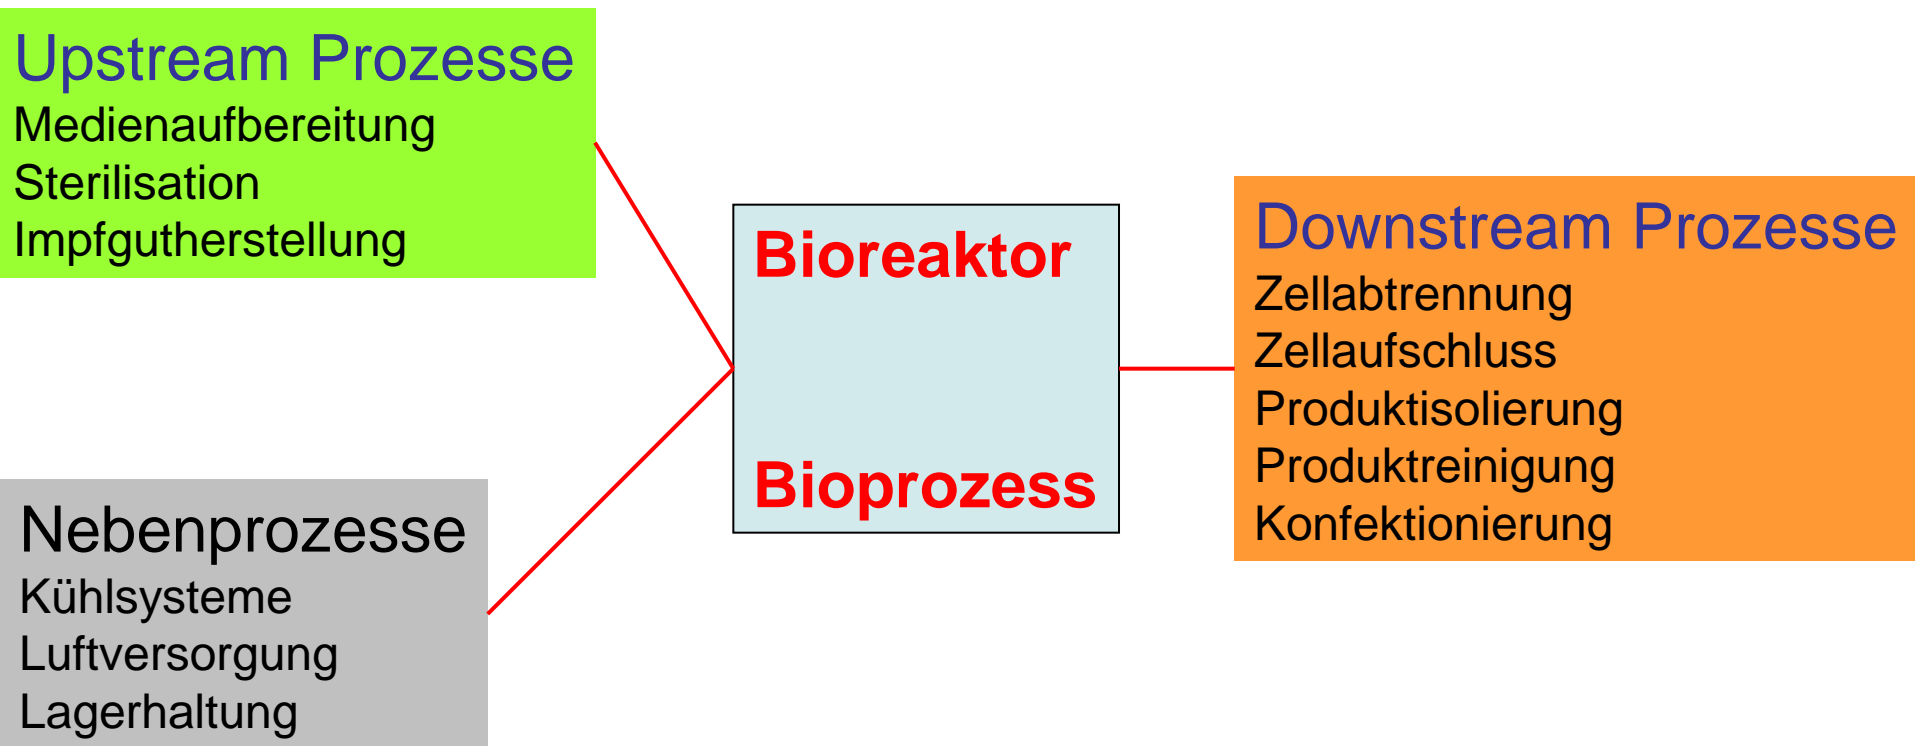 Upstream Prozesse
Medienaufbereitung
Sterilisation
Impfgutherstellung
Nebenprozesse
Kühlsysteme
Luftversorgung
Lagerhaltung
Bioreaktor
Bioprozess
Downstream Prozesse
Zellabtrennung
Zellaufschluss
Produktisolierung
Produktreinigung
Konfektionierung